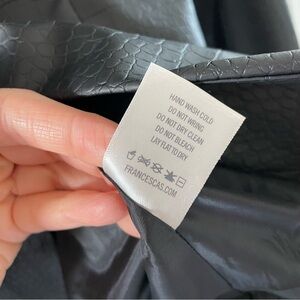 HAND WASH COLD
DO NOT WRING
DO NOT DRY CLEAN
DO NOT BLEACH
LAY FLAT TO DRY
FRANCESCAS.COM